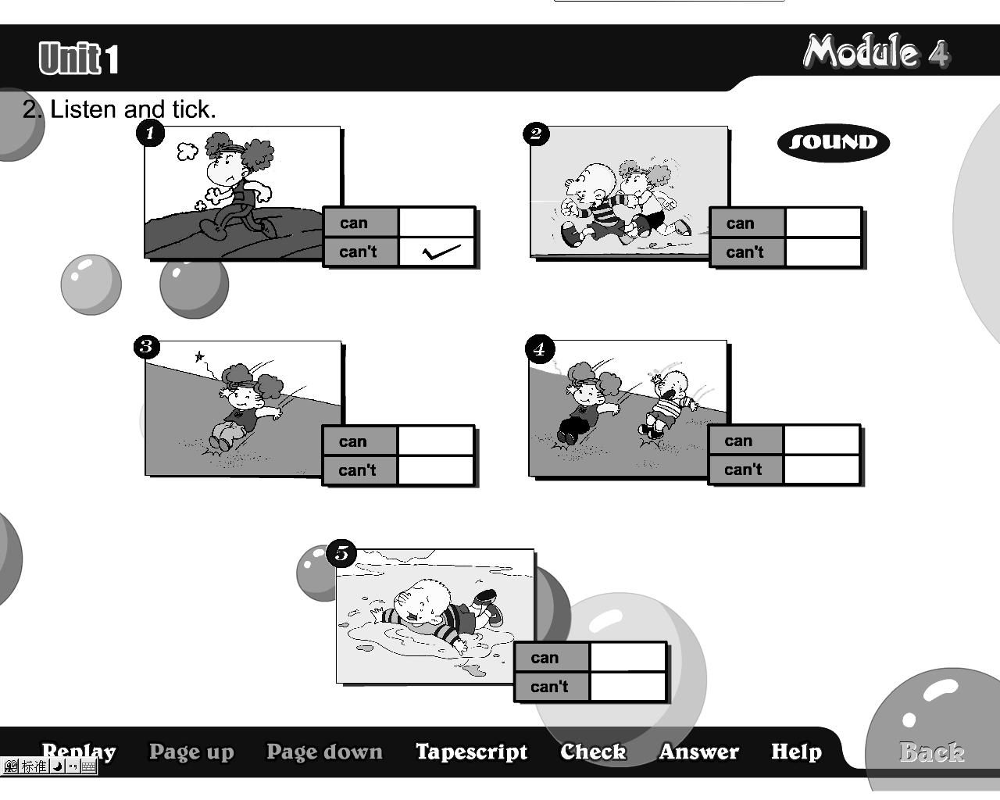 Unit 1
Module 4
2. Listen and tick.
1
2
SOUND
can
can't
can
can't
3
4
can
can't
can
can't
5
can
can't
Replay Page up Page down Tapescript Check Answer Help Back
标准